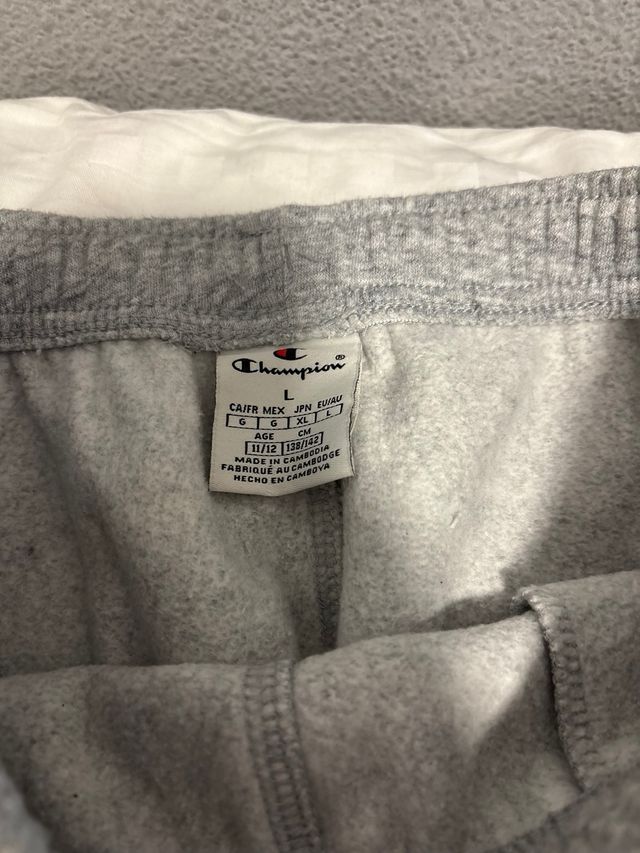 Champion®
L
CA/FR MEX JPN EU/AU
G G XL L
AGE CM
11/12 138/142
MADE IN CAMBODIA
FABRIQUÉ AU CAMBODGE
HECHO EN CAMBOYA